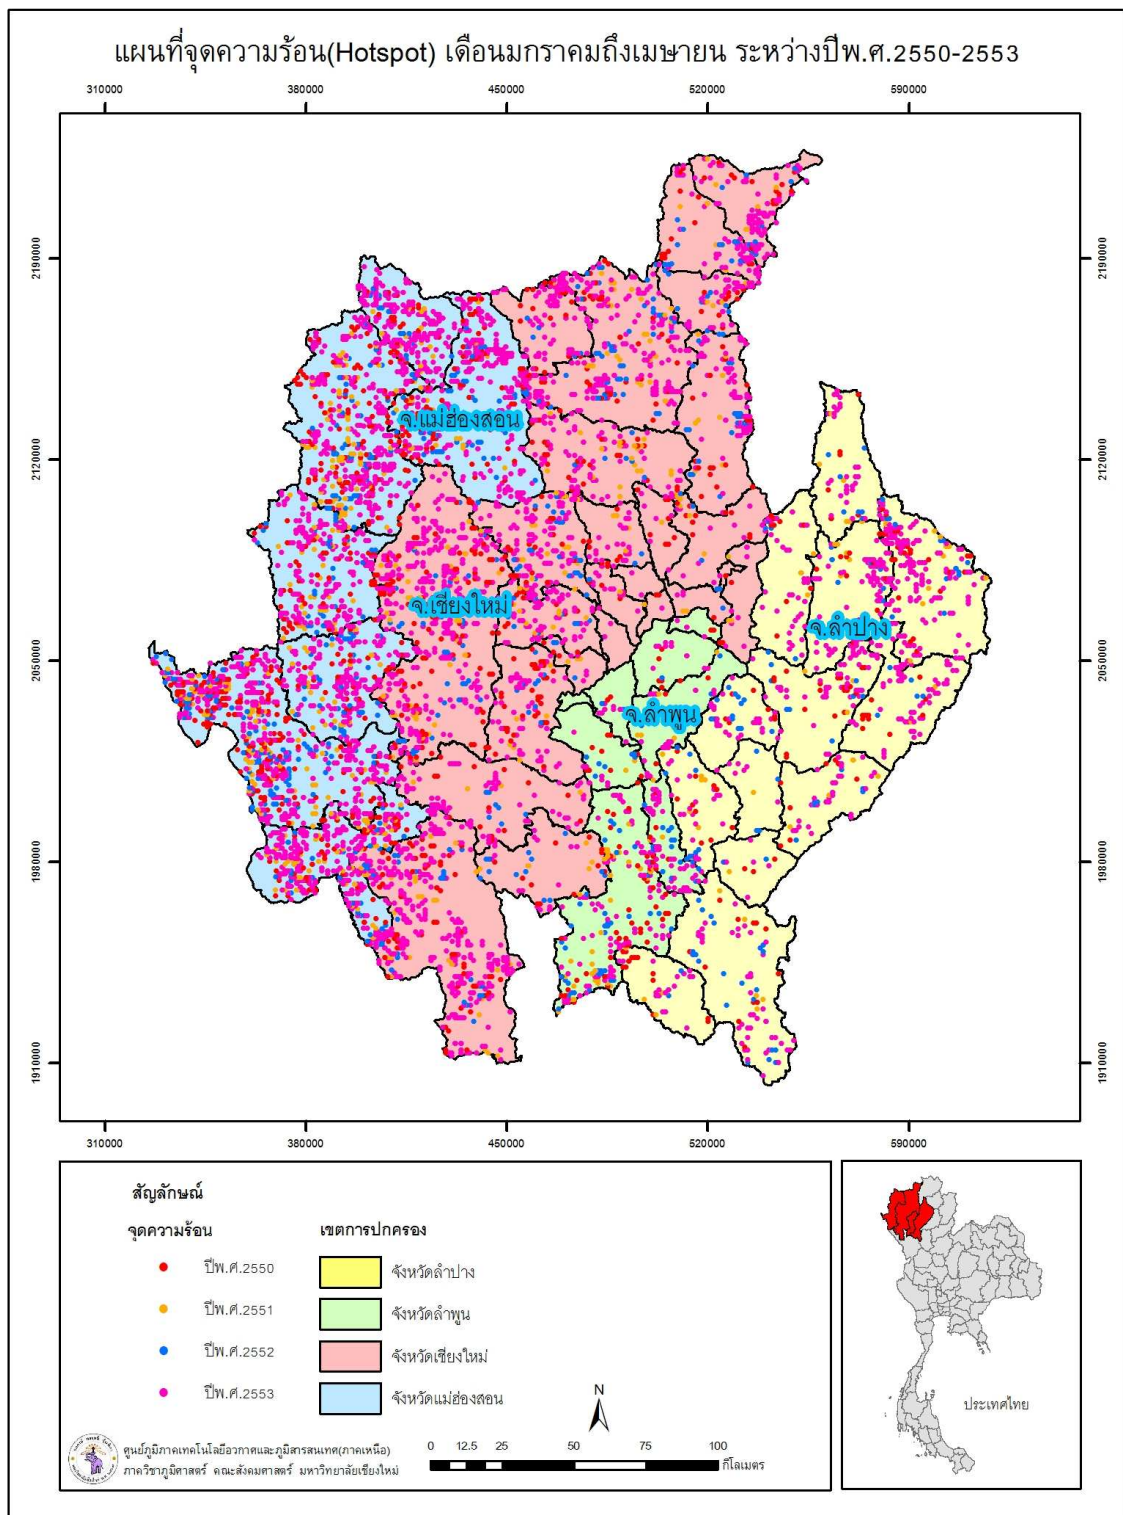 แผนที่จุดความร้อน(Hotspot) เดือนมกราคมถึงเมษายน ระหว่างปีพ.ศ.2550-2553
310000 380000 450000 520000 590000
2190000 2190000
จ.แม่ฮ่องสอน
2120000 2120000
จ.เชียงใหม่
จ.ลำปาง
2050000 2050000
จ.ลำพูน
1980000 1980000
1910000 1910000
310000 380000 450000 520000 590000
สัญลักษณ์
จุดความร้อน เขตการปกครอง
ปีพ.ศ.2550 จังหวัดลำปาง
ปีพ.ศ.2551 จังหวัดลำพูน
ปีพ.ศ.2552 จังหวัดเชียงใหม่
ปีพ.ศ.2553 จังหวัดแม่ฮ่องสอน
N
ประเทศไทย
ศูนย์ภูมิภาคเทคโนโลยีอวกาศและภูมิสารสนเทศ(ภาคเหนือ)
ภาควิชาภูมิศาสตร์ คณะสังคมศาสตร์ มหาวิทยาลัยเชียงใหม่
0 12.5 25 50 75 100
กิโลเมตร